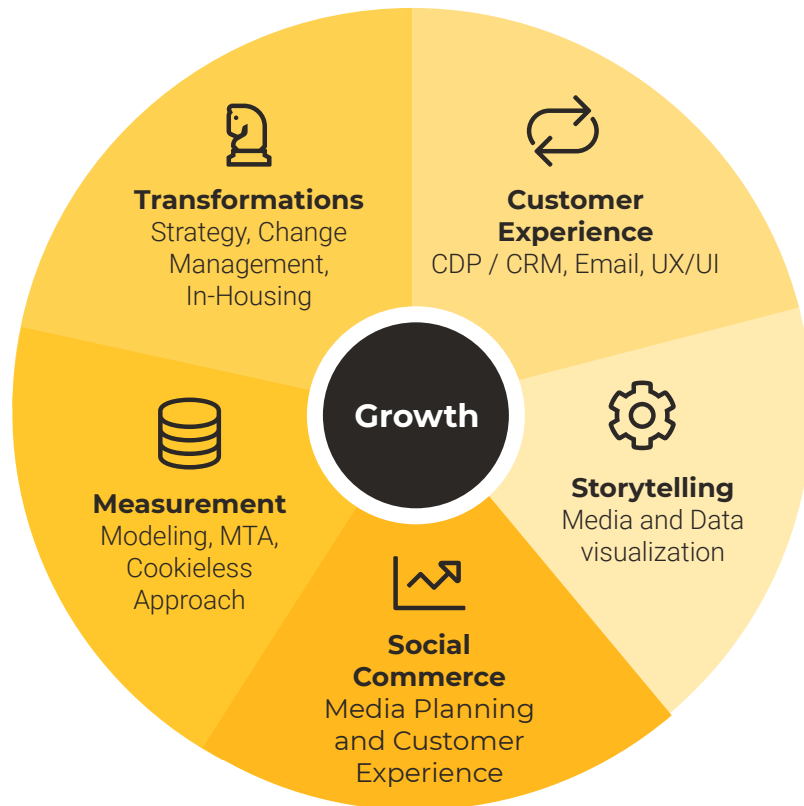 Transformations
Strategy, Change
Management,
In-Housing
Customer
Experience
CDP / CRM, Email, UX/UI
Growth
Measurement
Modeling, MTA,
Cookieless
Approach
Storytelling
Media and Data
visualization
Social
Commerce
Media Planning
and Customer
Experience